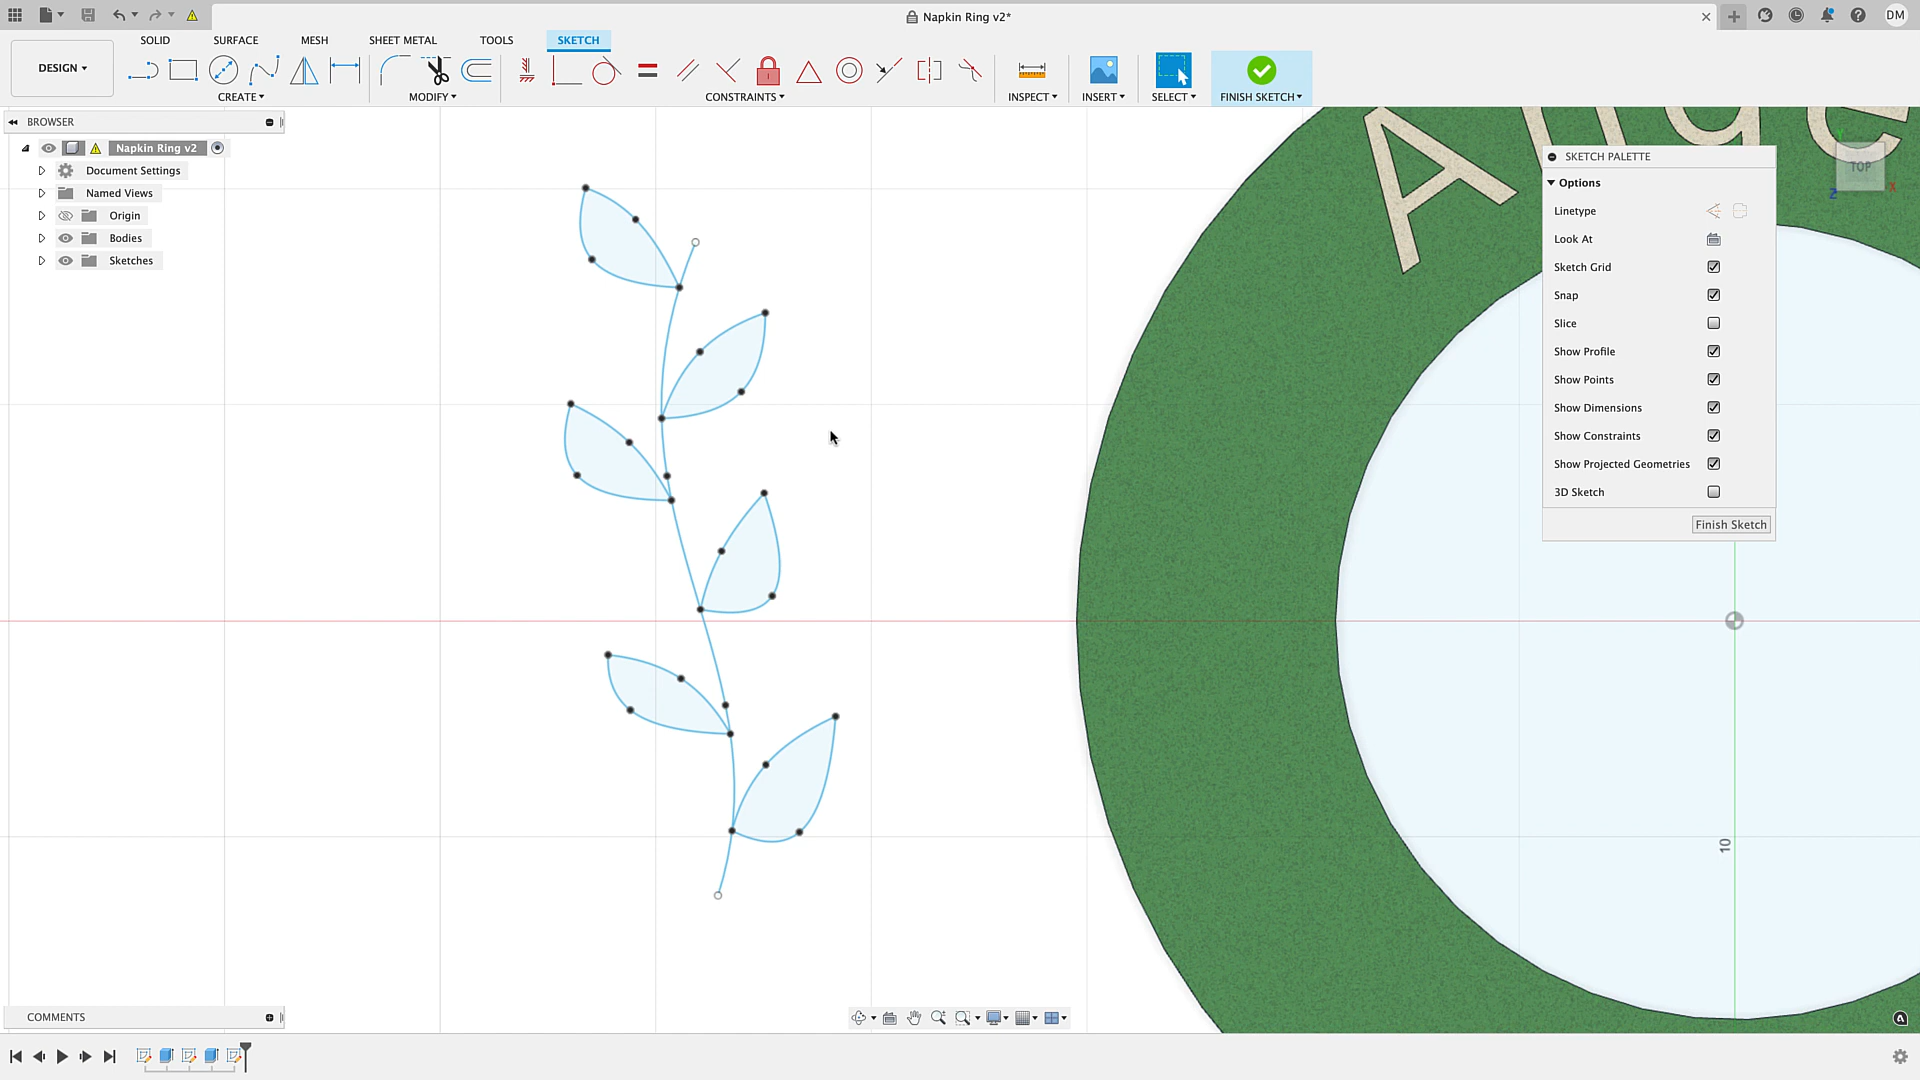 Napkin Ring v2*
DM
SOLID SURFACE MESH SHEET METAL TOOLS SKETCH
DESIGN
CREATE MODIFY CONSTRAINTS INSPECT INSERT SELECT FINISH SKETCH
BROWSER
Napkin Ring v2
Document Settings
Named Views
Origin
Bodies
Sketches
SKETCH PALETTE
Options
Linetype
Look At
Sketch Grid
Snap
Slice
Show Profile
Show Points
Show Dimensions
Show Constraints
Show Projected Geometries
3D Sketch
Finish Sketch
TOP
Y
X
Z
10
COMMENTS